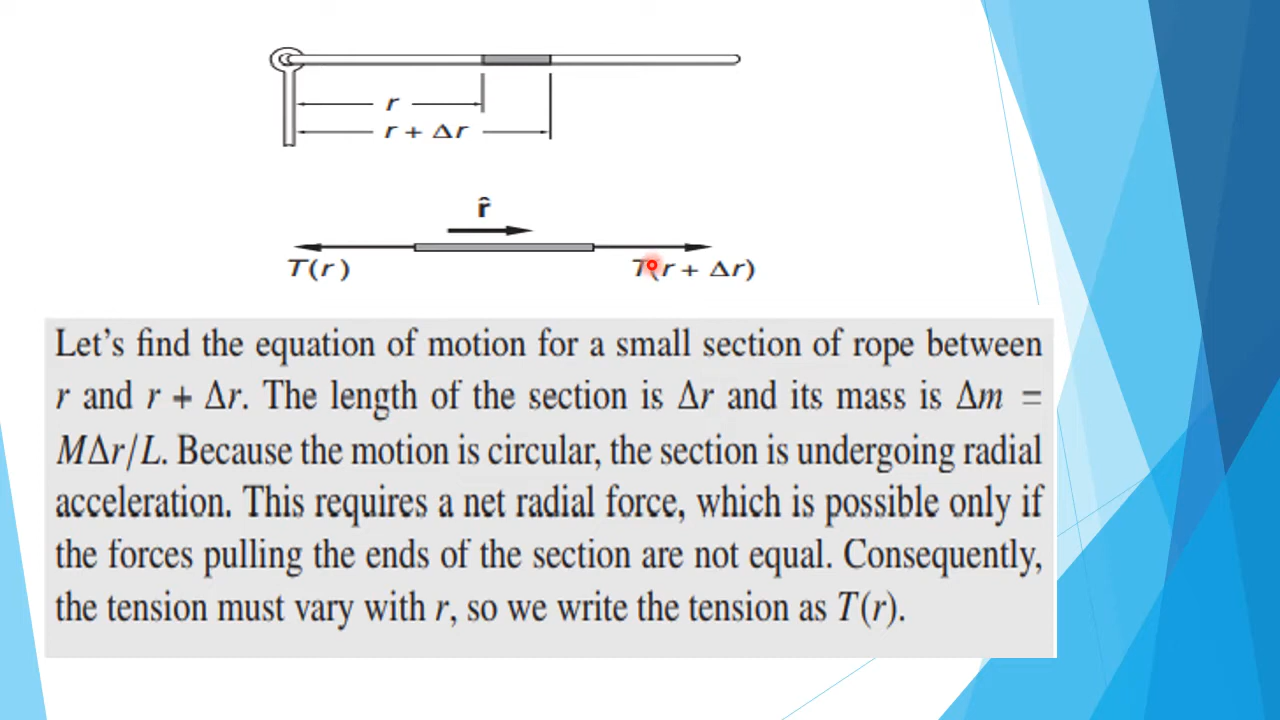 r
r + Δr
r̂
T(r)
T(r + Δr)
Let's find the equation of motion for a small section of rope between
r and r + Δr. The length of the section is Δr and its mass is Δm =
MΔr/L. Because the motion is circular, the section is undergoing radial
acceleration. This requires a net radial force, which is possible only if
the forces pulling the ends of the section are not equal. Consequently,
the tension must vary with r, so we write the tension as T(r).